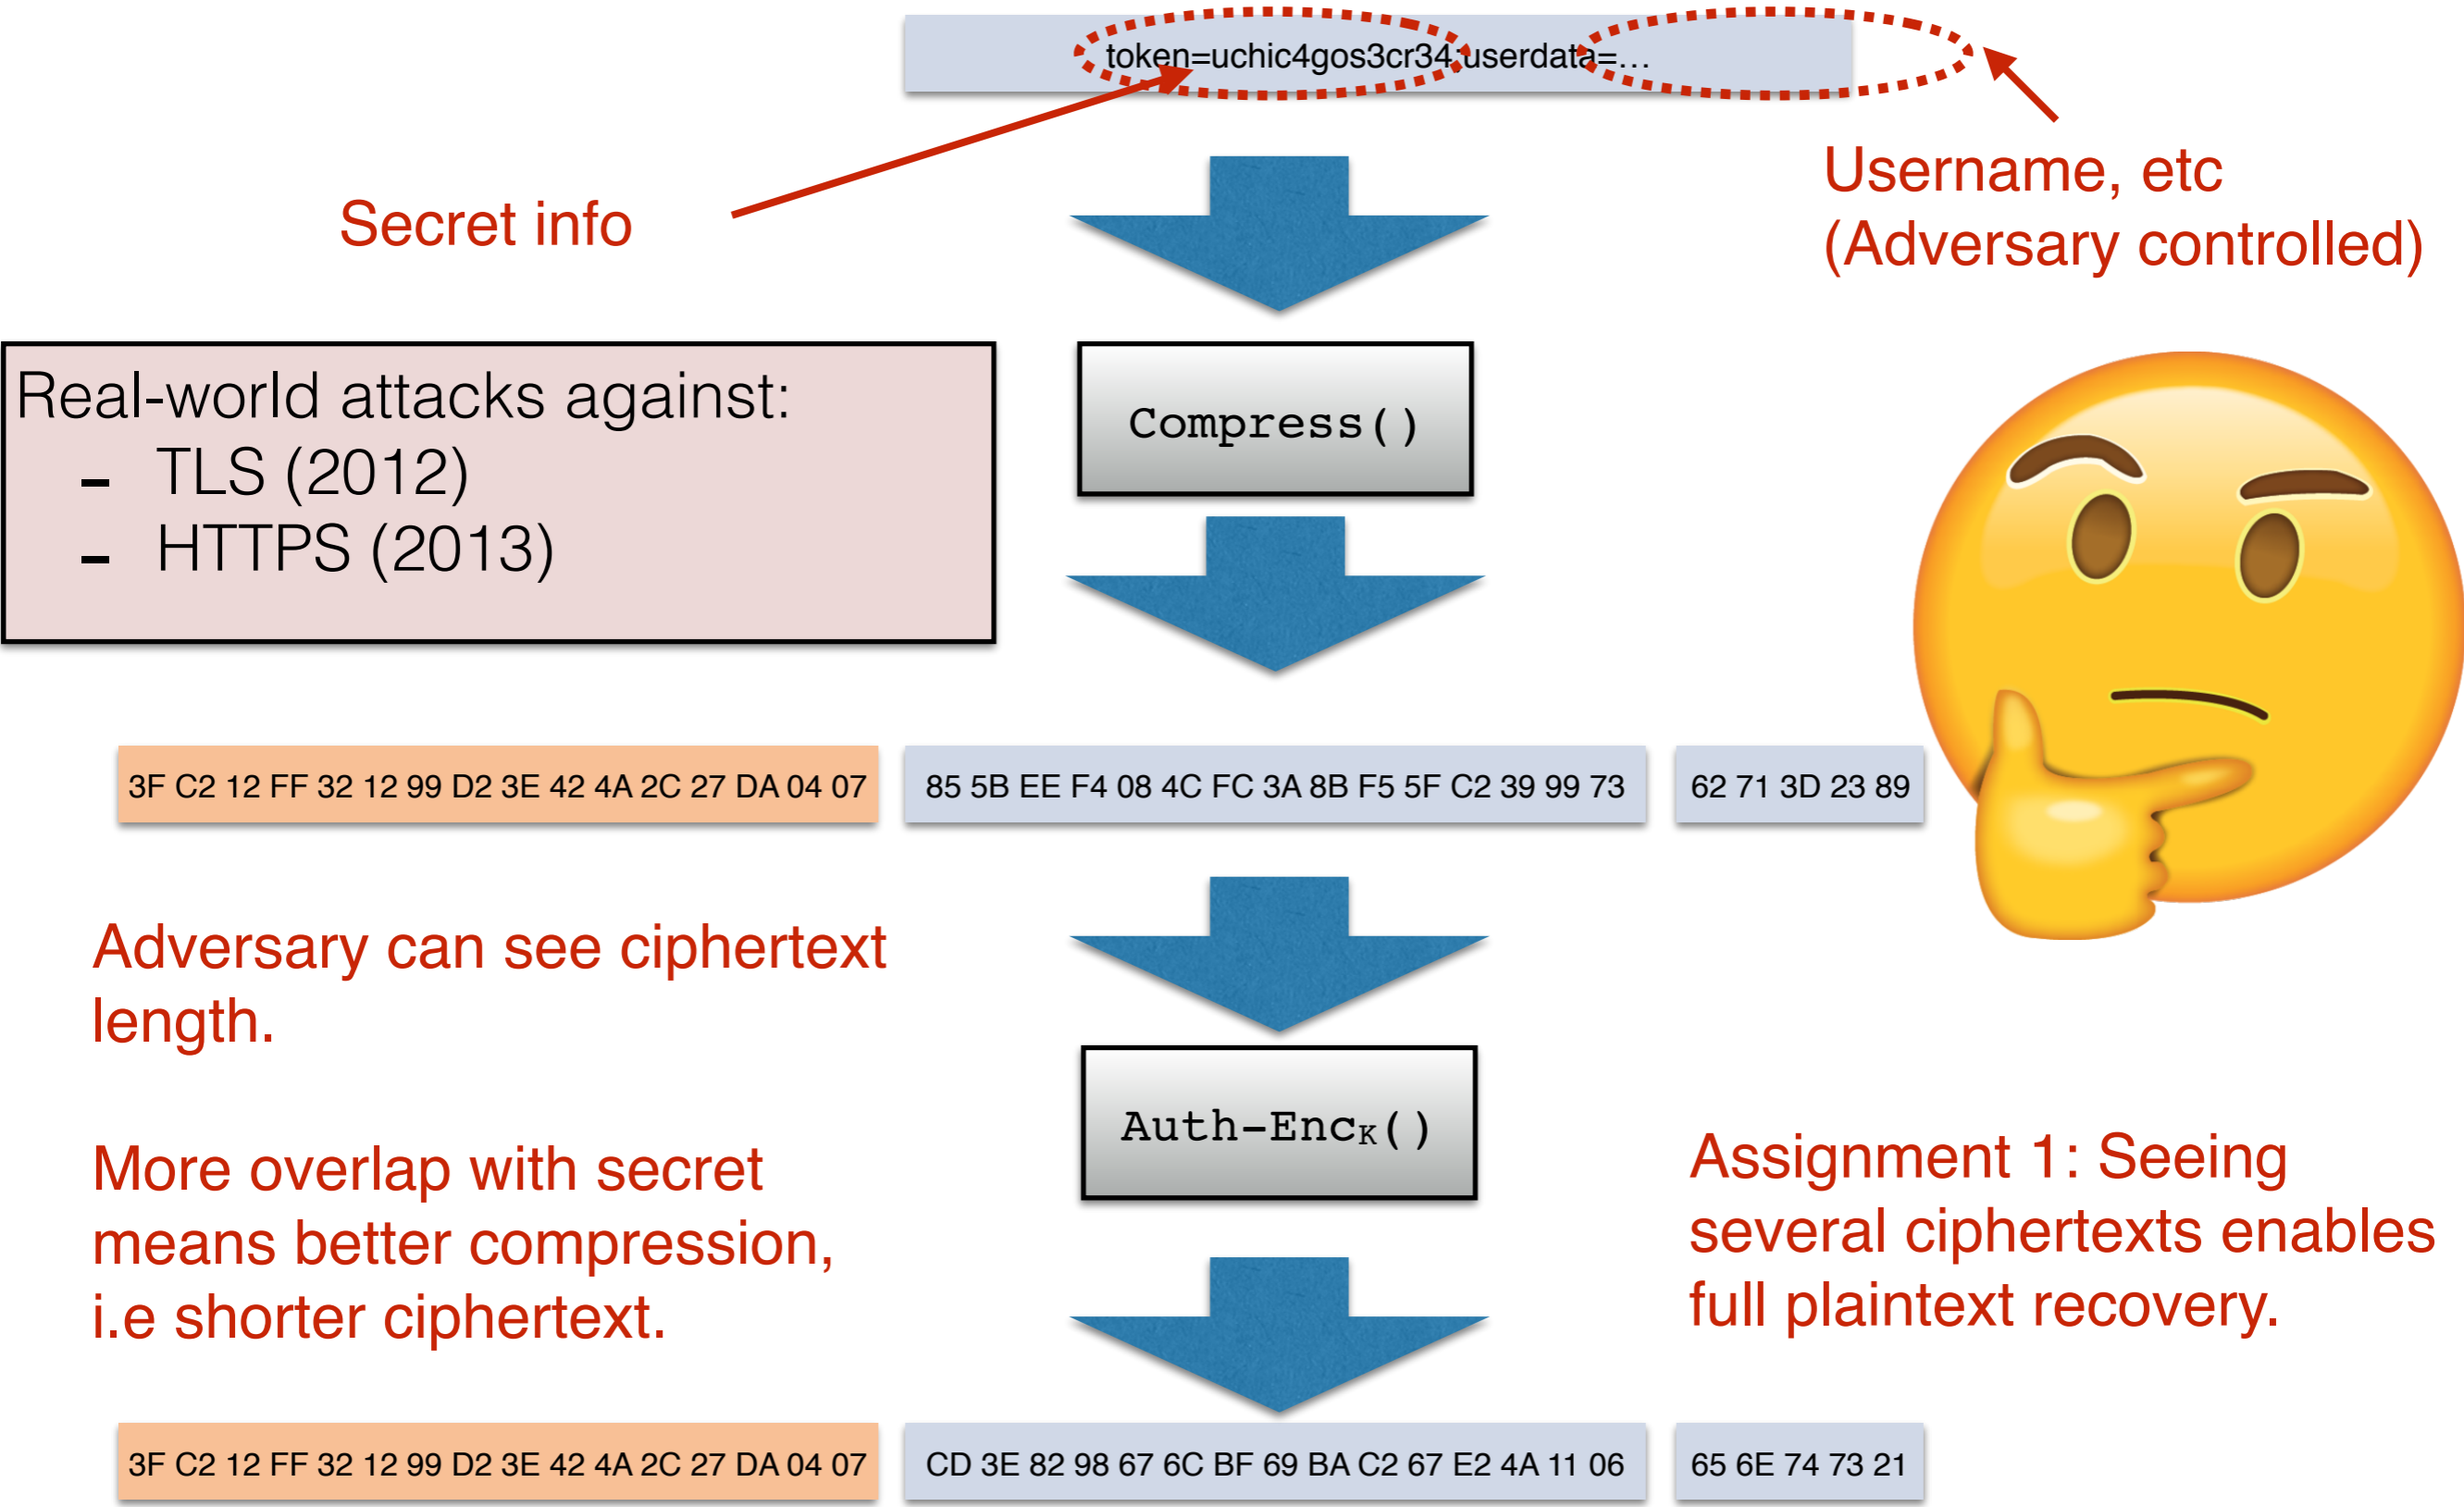 token=uchic4gos3cr34;userdata=…
Secret info
Username, etc
(Adversary controlled)
Real-world attacks against:
- TLS (2012)
- HTTPS (2013)
Compress()
3F C2 12 FF 32 12 99 D2 3E 42 4A 2C 27 DA 04 07
85 5B EE F4 08 4C FC 3A 8B F5 5F C2 39 99 73
62 71 3D 23 89
Adversary can see ciphertext
length.
Auth-EncK()
More overlap with secret
means better compression,
i.e shorter ciphertext.
Assignment 1: Seeing
several ciphertexts enables
full plaintext recovery.
3F C2 12 FF 32 12 99 D2 3E 42 4A 2C 27 DA 04 07
CD 3E 82 98 67 6C BF 69 BA C2 67 E2 4A 11 06
65 6E 74 73 21